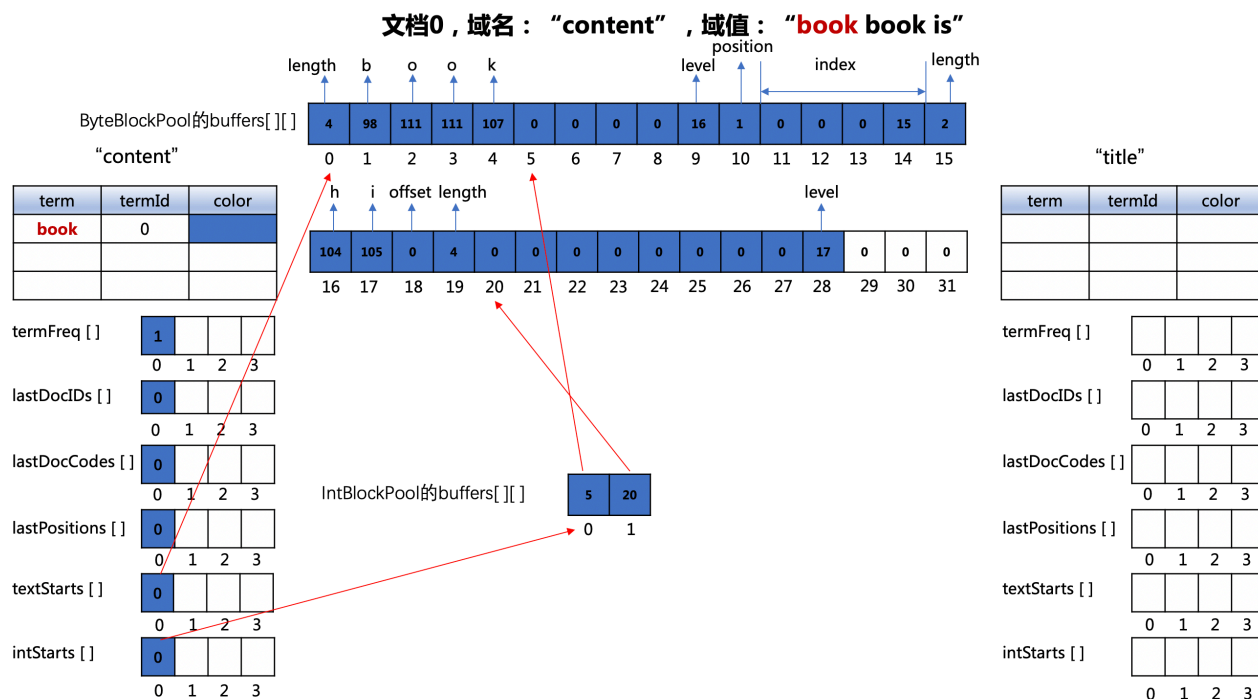 文档0，域名：“content”，域值：“book book is”
length b o o k level position index length
ByteBlockPool的buffers[ ][ ] 4 98 111 111 107 0 0 0 0 16 1 0 0 0 15 2
0 1 2 3 4 5 6 7 8 9 10 11 12 13 14 15
“content” “title”
h i offset length level
term termId color
book 0
104 105 0 4 0 0 0 0 0 0 0 0 17 0 0 0
16 17 18 19 20 21 22 23 24 25 26 27 28 29 30 31
term termId color
termFreq [ ] 1
0 1 2 3
lastDocIDs [ ] 0
0 1 2 3
lastDocCodes [ ] 0
0 1 2 3
lastPositions [ ] 0
0 1 2 3
textStarts [ ] 0
0 1 2 3
intStarts [ ] 0
0 1 2 3
IntBlockPool的buffers[ ][ ] 5 20
0 1
termFreq [ ]
0 1 2 3
lastDocIDs [ ]
0 1 2 3
lastDocCodes [ ]
0 1 2 3
lastPositions [ ]
0 1 2 3
textStarts [ ]
0 1 2 3
intStarts [ ]
0 1 2 3